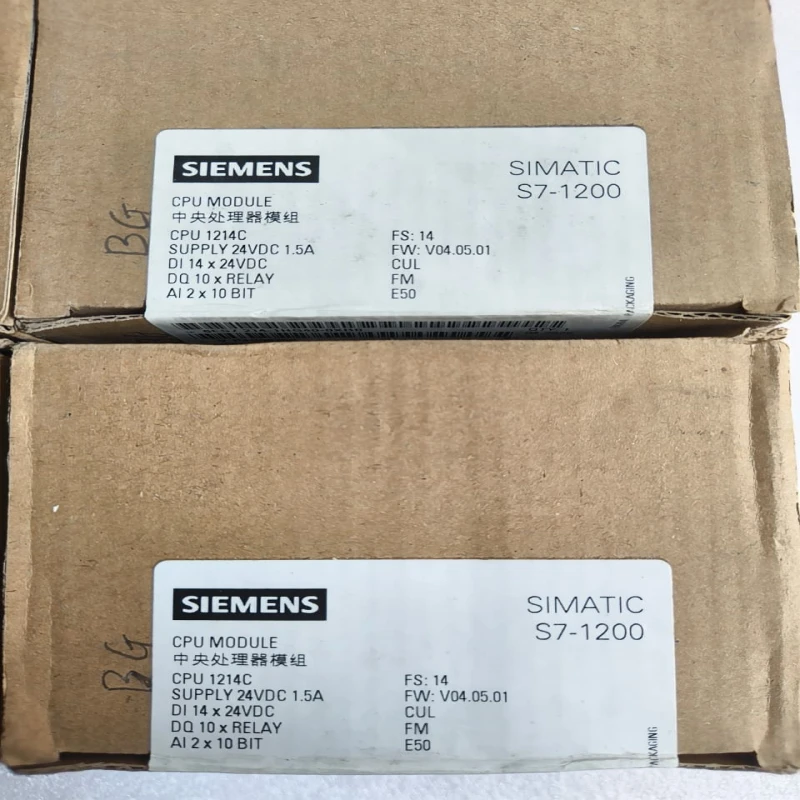 SIEMENS
SIMATIC
S7-1200
CPU MODULE
中央处理器模组
CPU 1214C
FS: 14
SUPPLY 24VDC 1.5A
FW: V04.05.01
DI 14 x 24VDC
CUL
DQ 10 x RELAY
FM
AI 2 x 10 BIT
E50
PACKAGING
BG
SIEMENS
SIMATIC
S7-1200
CPU MODULE
中央处理器模组
CPU 1214C
FS: 14
SUPPLY 24VDC 1.5A
FW: V04.05.01
DI 14 x 24VDC
CUL
DQ 10 x RELAY
FM
AI 2 x 10 BIT
E50
BG